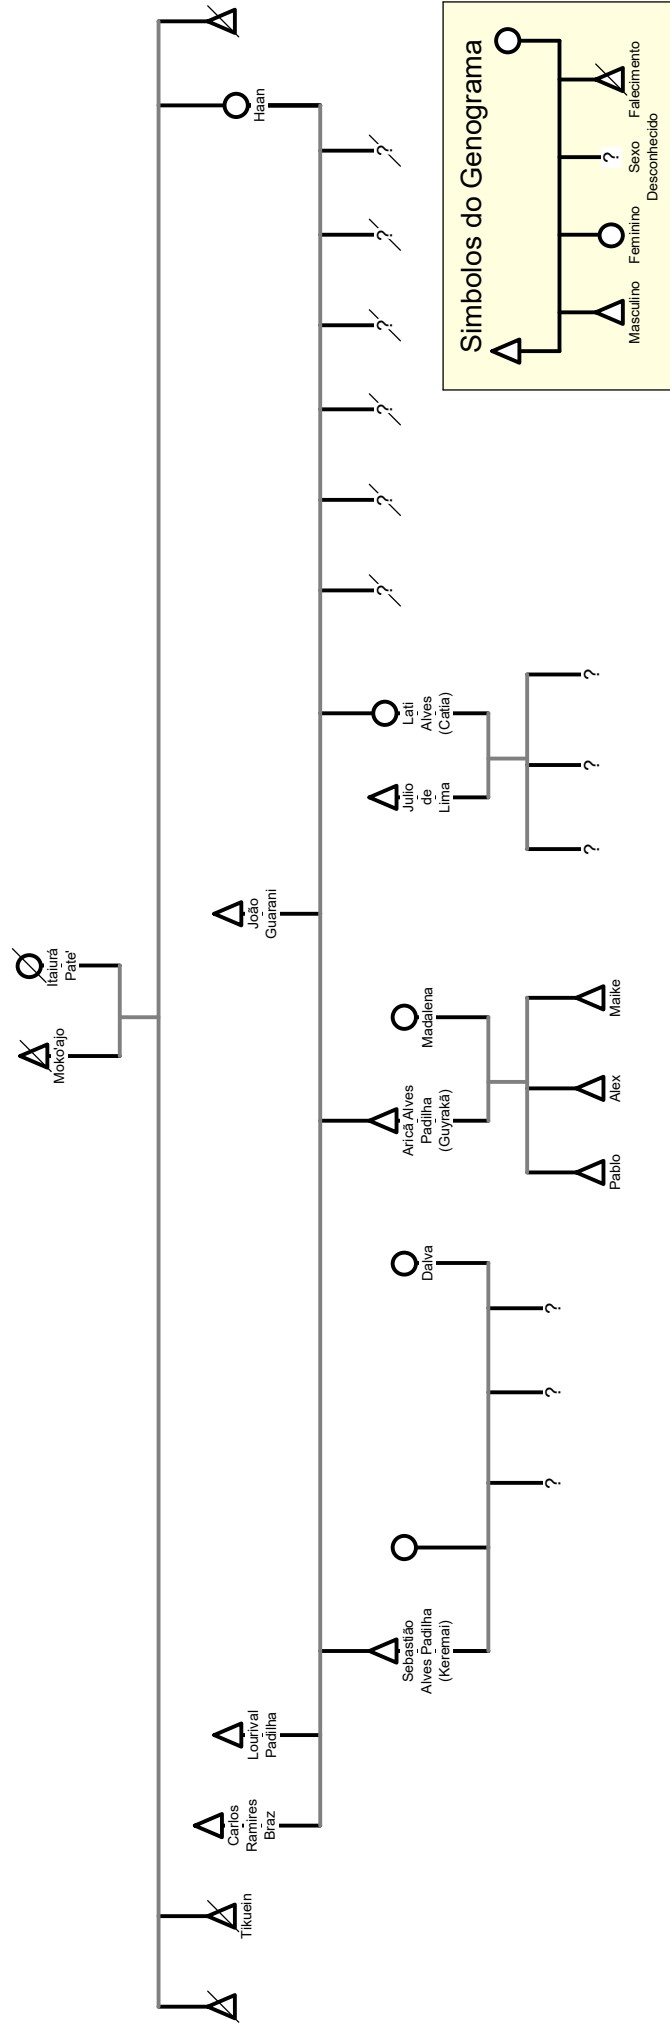 Moko'ajo
Itaiurá
Pate'
Tikuein
Haan
Carlos
Ramires
Braz
Lourival
Padilha
João
Guarani
Sebastião
Alves Padilha
(Keremai)
Dalva
Aricã Alves
Padilha
(Guyrakã)
Madalena
Julio
de
Lima
Lati
Alves
(Catia)
?
?
?
?
?
?
?
?
?
Pablo
Alex
Maike
?
?
?
Simbolos do Genograma
Masculino
Feminino
?
Sexo
Desconhecido
Falecimento